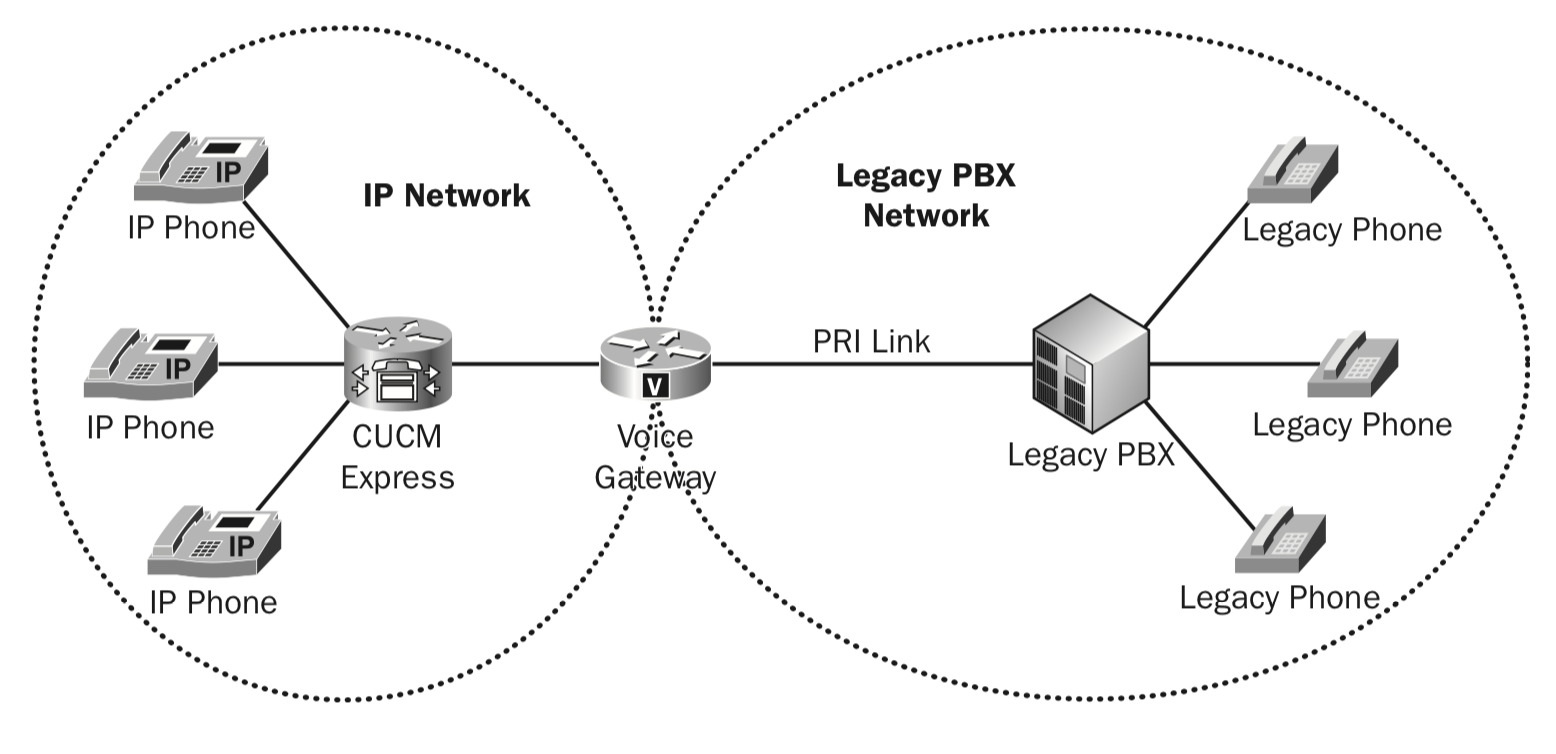 IP
IP Phone
IP Network
IP
IP Phone
IP
IP Phone
CUCM
Express
V
Voice
Gateway
Legacy PBX
Network
PRI Link
Legacy PBX
Legacy Phone
Legacy Phone
Legacy Phone